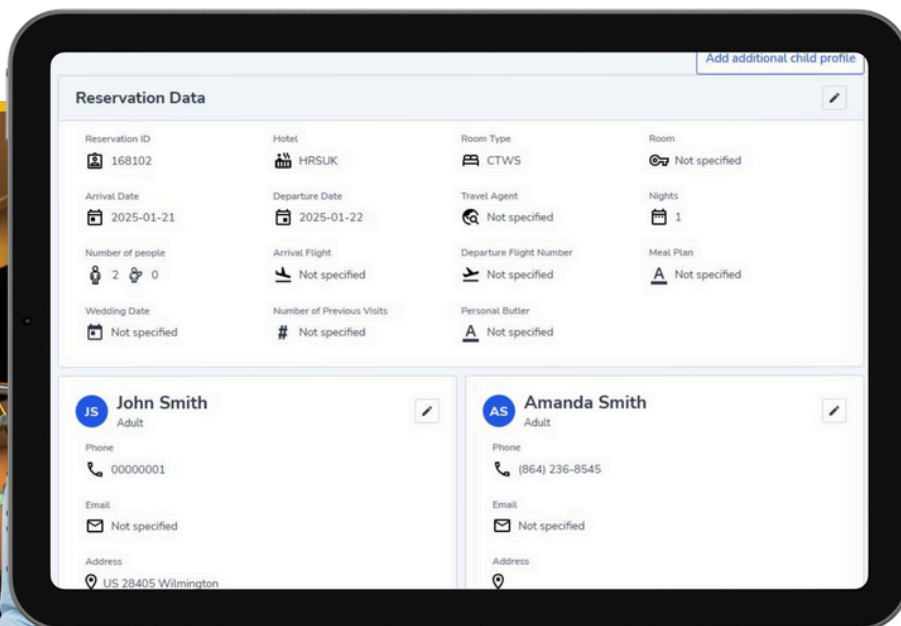 Add additional child profile
Reservation Data
Reservation ID Hotel Room Type Room
168102 HRSUK CTWS Not specified
Arrival Date Departure Date Travel Agent Nights
2025-01-21 2025-01-22 Not specified 1
Number of people Arrival Flight Departure Flight Number Meal Plan
2 0 Not specified Not specified A Not specified
Wedding Date Number of Previous Visits Personal Butler
Not specified # Not specified A Not specified
JS John Smith AS Amanda Smith
Adult Adult
Phone Phone
00000001 (864) 236-8545
Email Email
Not specified Not specified
Address Address
US 28405 Wilmington